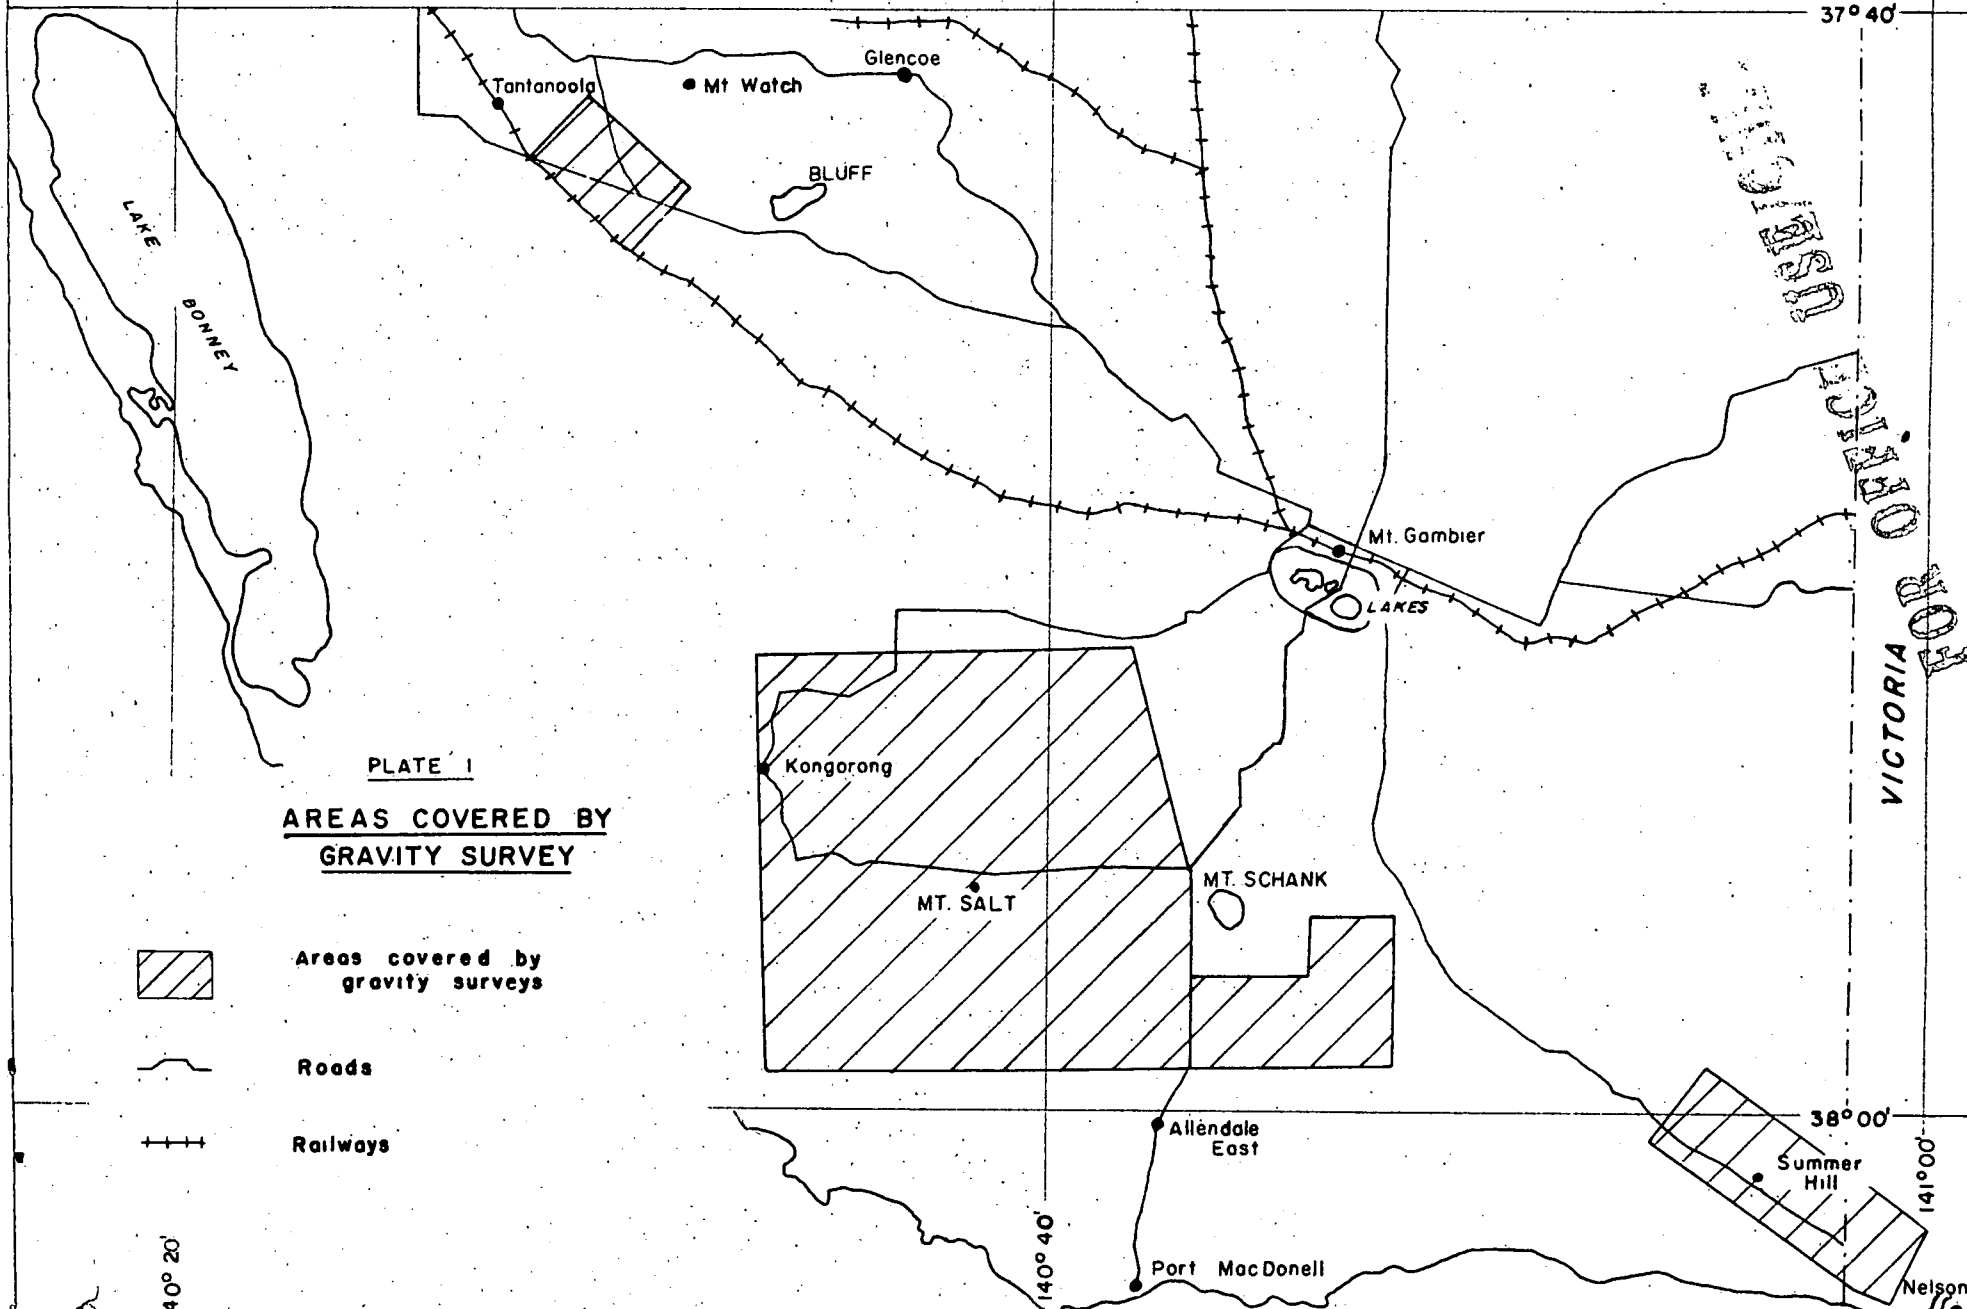 37° 40'
Glencoe
Tantanoola
Mt Watch
BLUFF
LAKE
BONNEY
Mt. Gambier
LAKES
FOR OFFICE USE
VICTORIA
PLATE 1
Kongorong
AREAS COVERED BY
GRAVITY SURVEY
MT. SCHANK
MT. SALT
Areas covered by
gravity surveys
Roads
38° 00'
Allendale
East
Railways
Summer
Hill
141° 00'
140° 40'
40° 20'
Port MacDonell
Nelson